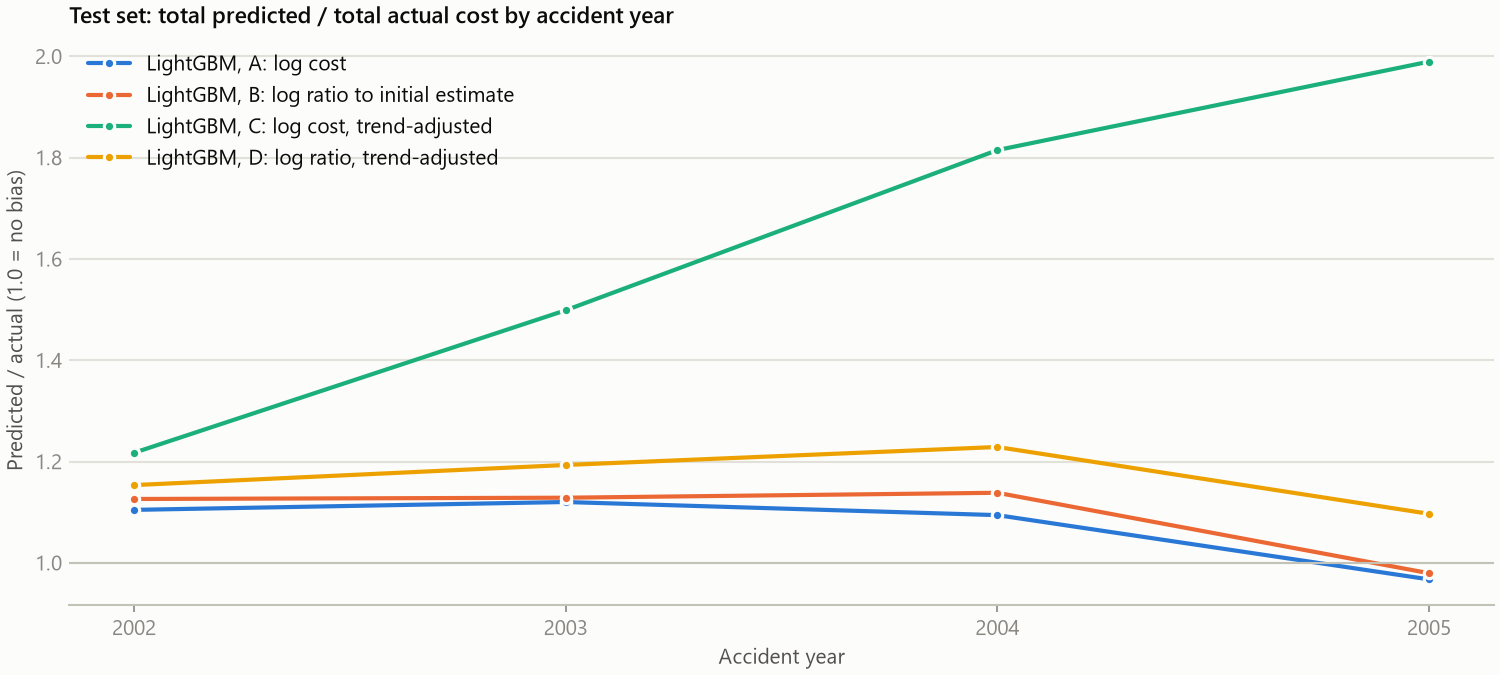 Test set: total predicted / total actual cost by accident year
LightGBM, A: log cost
LightGBM, B: log ratio to initial estimate
LightGBM, C: log cost, trend-adjusted
LightGBM, D: log ratio, trend-adjusted
Predicted / actual (1.0 = no bias)
2.0
1.8
1.6
1.4
1.2
1.0
2002
2003
2004
2005
Accident year